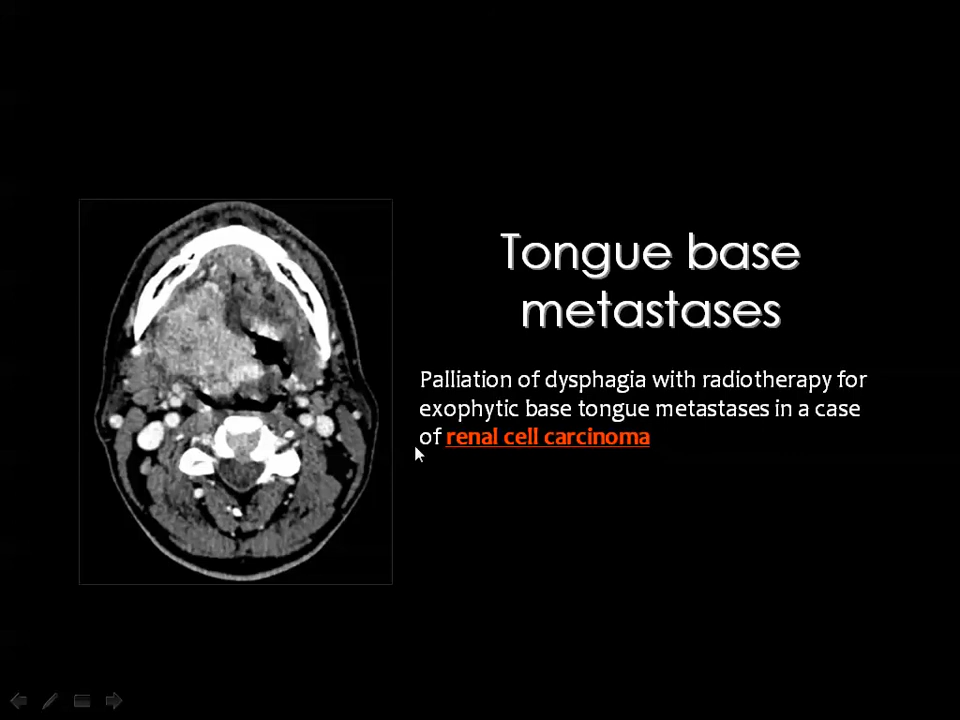 Tongue base
metastases
Palliation of dysphagia with radiotherapy for
exophytic base tongue metastases in a case
of renal cell carcinoma